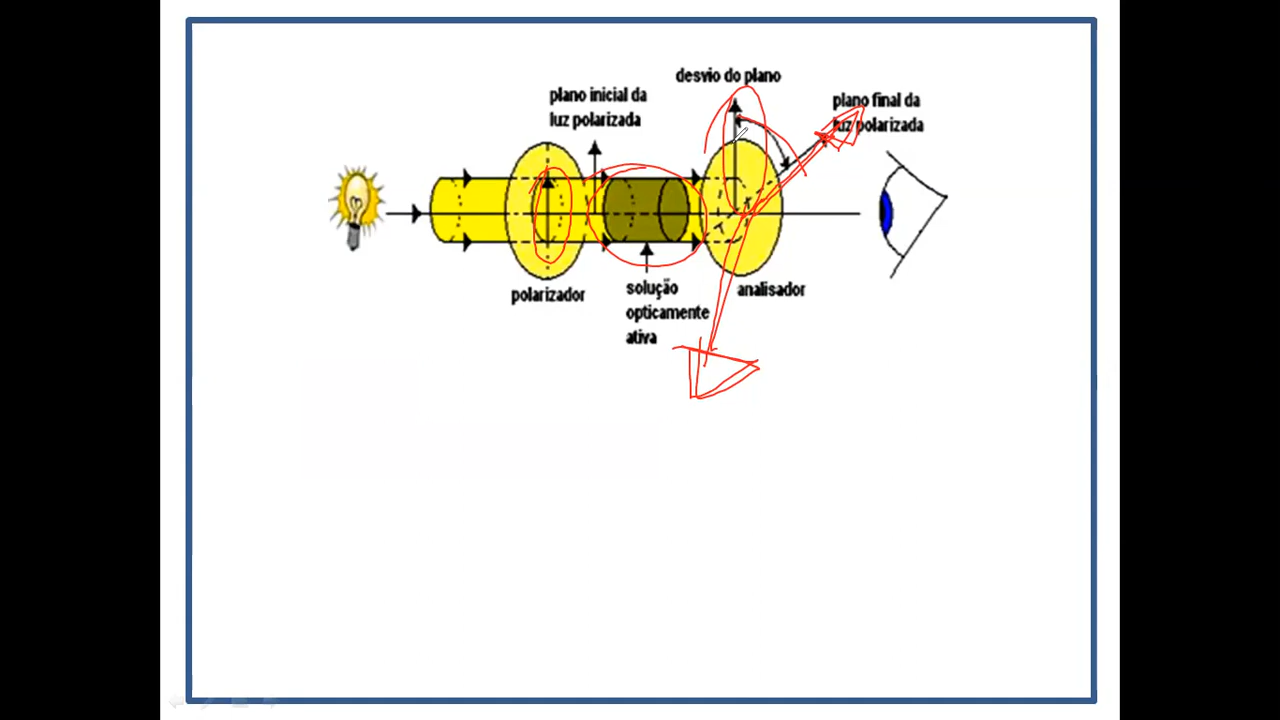 desvio do plano
plano inicial da
luz polarizada
plano final da
luz polarizada
polarizador
solução
opticamente
ativa
analisador